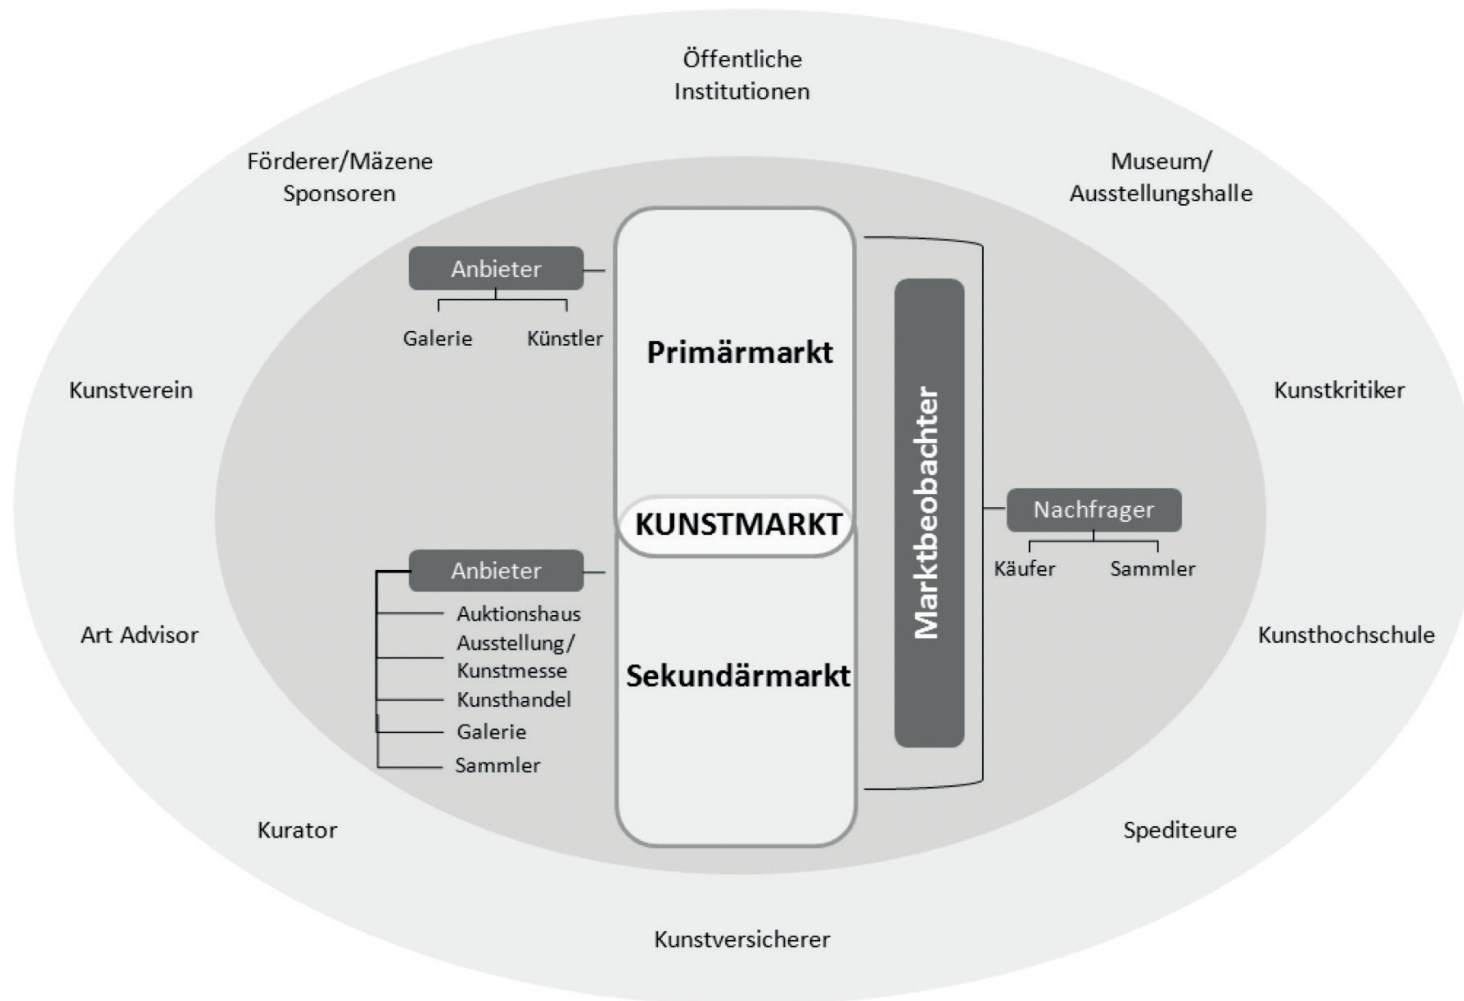 Öffentliche
Institutionen
Förderer/Mäzene
Sponsoren
Museum/
Ausstellungshalle
Anbieter
Galerie
Künstler
Primärmarkt
Kunstverein
Kunstkritiker
Marktbeobachter
KUNSTMARKT
Nachfrager
Käufer
Sammler
Anbieter
Auktionshaus
Ausstellung/
Kunstmesse
Kunsthandel
Galerie
Sammler
Sekundärmarkt
Art Advisor
Kunsthochschule
Kurator
Spediteure
Kunstversicherer